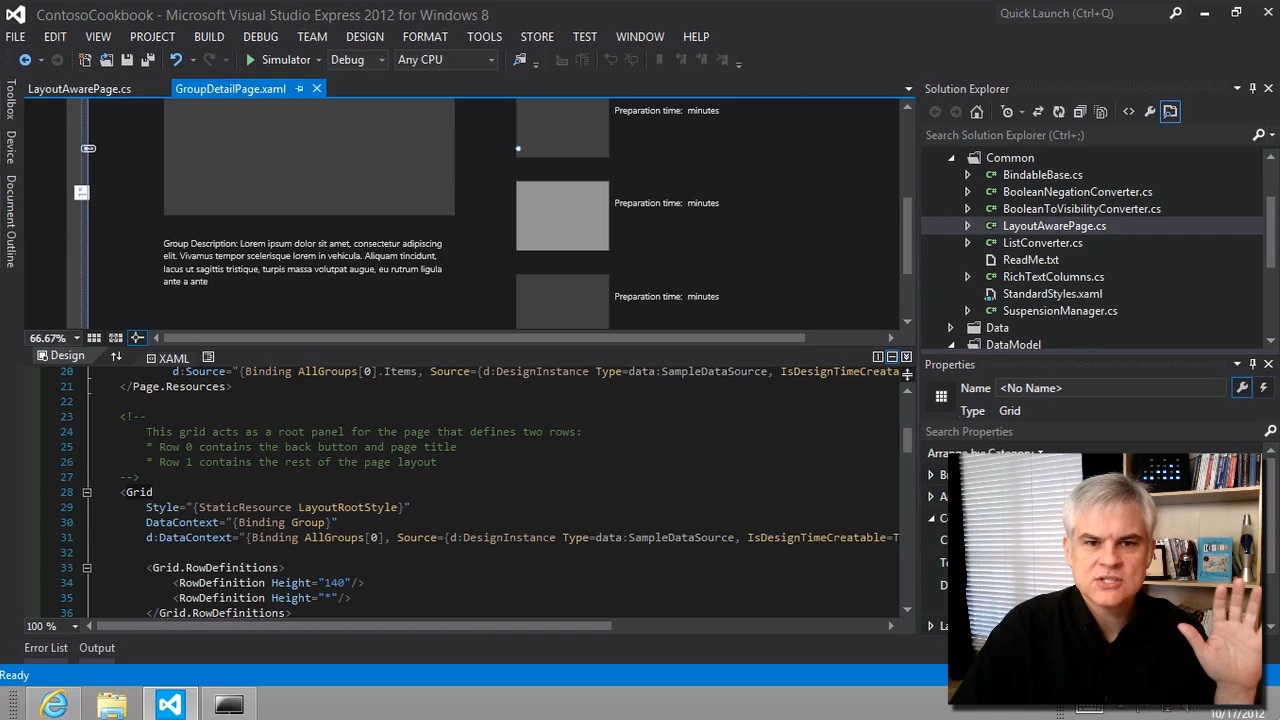 ContosoCookbook - Microsoft Visual Studio Express 2012 for Windows 8
Quick Launch (Ctrl+Q)
FILE EDIT VIEW PROJECT BUILD DEBUG TEAM DESIGN FORMAT TOOLS STORE TEST WINDOW HELP
Simulator Debug Any CPU
LayoutAwarePage.cs GroupDetailPage.xaml
Toolbox
Device
Document Outline
Preparation time: minutes
Preparation time: minutes
Group Description: Lorem ipsum dolor sit amet, consectetur adipiscing
elit. Vivamus tempor scelerisque lorem in vehicula. Aliquam tincidunt,
lacus ut sagittis tristique, turpis massa volutpat augue, eu rutrum ligula
ante a ante
Preparation time: minutes
66.67%
Design XAML
20 d:Source="{Binding AllGroups[0].Items, Source={d:DesignInstance Type=data:SampleDataSource, IsDesignTimeCreata
21 </Page.Resources>
22
23 <!--
24 This grid acts as a root panel for the page that defines two rows:
25 * Row 0 contains the back button and page title
26 * Row 1 contains the rest of the page layout
27 -->
28 <Grid
29 Style="{StaticResource LayoutRootStyle}"
30 DataContext="{Binding Group}"
31 d:DataContext="{Binding AllGroups[0], Source={d:DesignInstance Type=data:SampleDataSource, IsDesignTimeCreatable=T
32
33 <Grid.RowDefinitions>
34 <RowDefinition Height="140"/>
35 <RowDefinition Height="*"/>
36 </Grid.RowDefinitions>
100 %
Error List Output
Ready
Solution Explorer
Search Solution Explorer (Ctrl+;)
Common
BindableBase.cs
BooleanNegationConverter.cs
BooleanToVisibilityConverter.cs
LayoutAwarePage.cs
ListConverter.cs
ReadMe.txt
RichTextColumns.cs
StandardStyles.xaml
SuspensionManager.cs
Data
DataModel
Properties
Name <No Name>
Type Grid
Search Properties
Arrange by: Category
10/17/2012